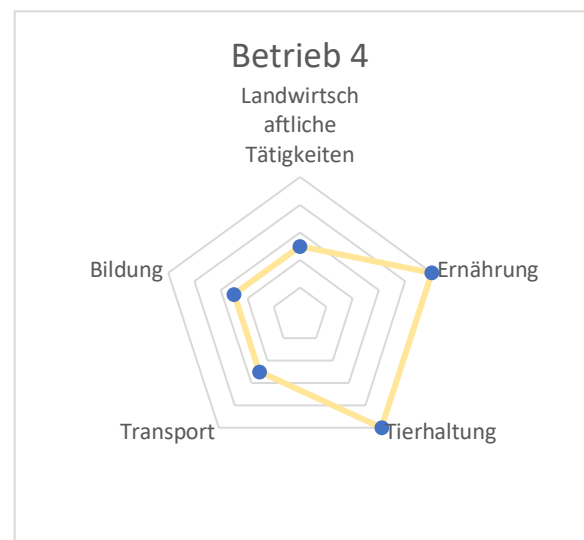 Betrieb 4
Landwirtsch
aftliche
Tätigkeiten
Bildung
Ernährung
Transport
Tierhaltung